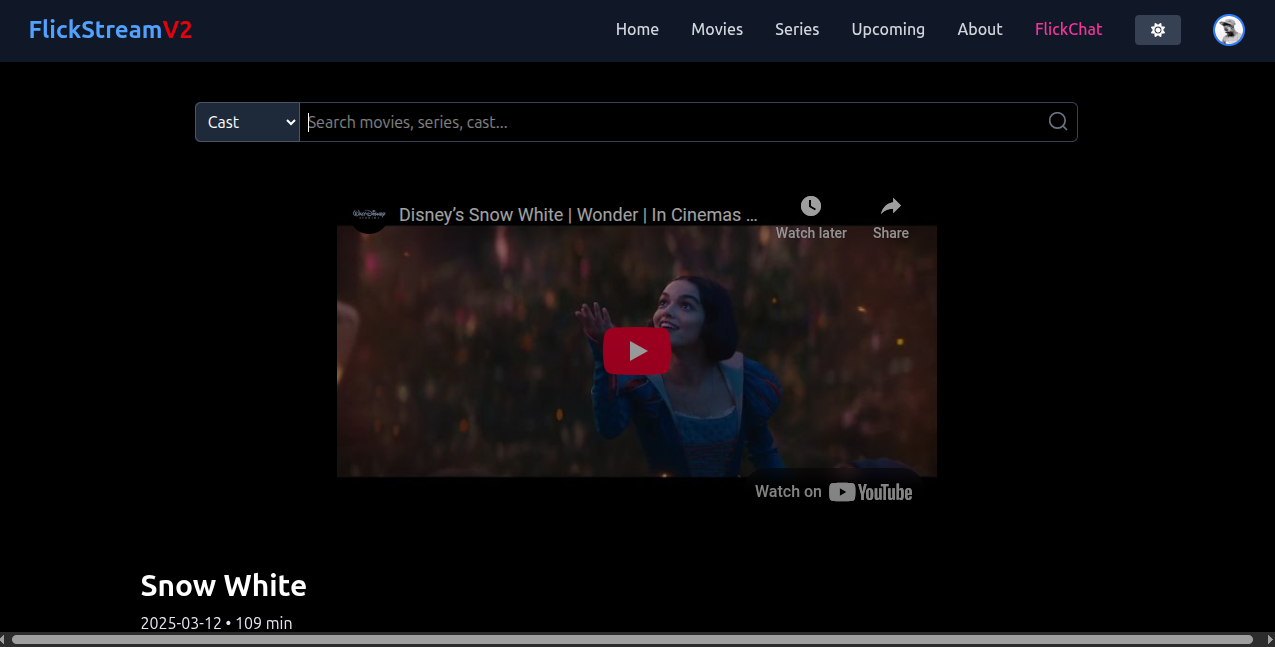 FlickStreamV2 Home Movies Series Upcoming About FlickChat
Cast Search movies, series, cast...
Disney’s Snow White | Wonder | In Cinemas ...
Watch later Share
Watch on YouTube
Snow White
2025-03-12 • 109 min